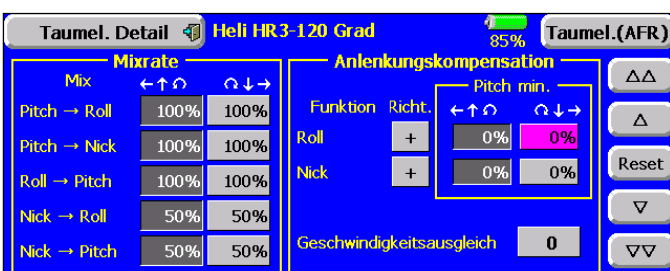 Taumel. Detail Heli HR3-120 Grad 85% Taumel.(AFR)
Mixrate
Mix ←↑∩ ∩↓→
Pitch → Roll 100% 100%
Pitch → Nick 100% 100%
Roll → Pitch 100% 100%
Nick → Roll 50% 50%
Nick → Pitch 50% 50%
Anlenkungskompensation
Pitch min.
Funktion Richt. ←↑∩ ∩↓→
Roll + 0% 0%
Nick + 0% 0%
Geschwindigkeitsausgleich 0
△△
△
Reset
▽
▽▽